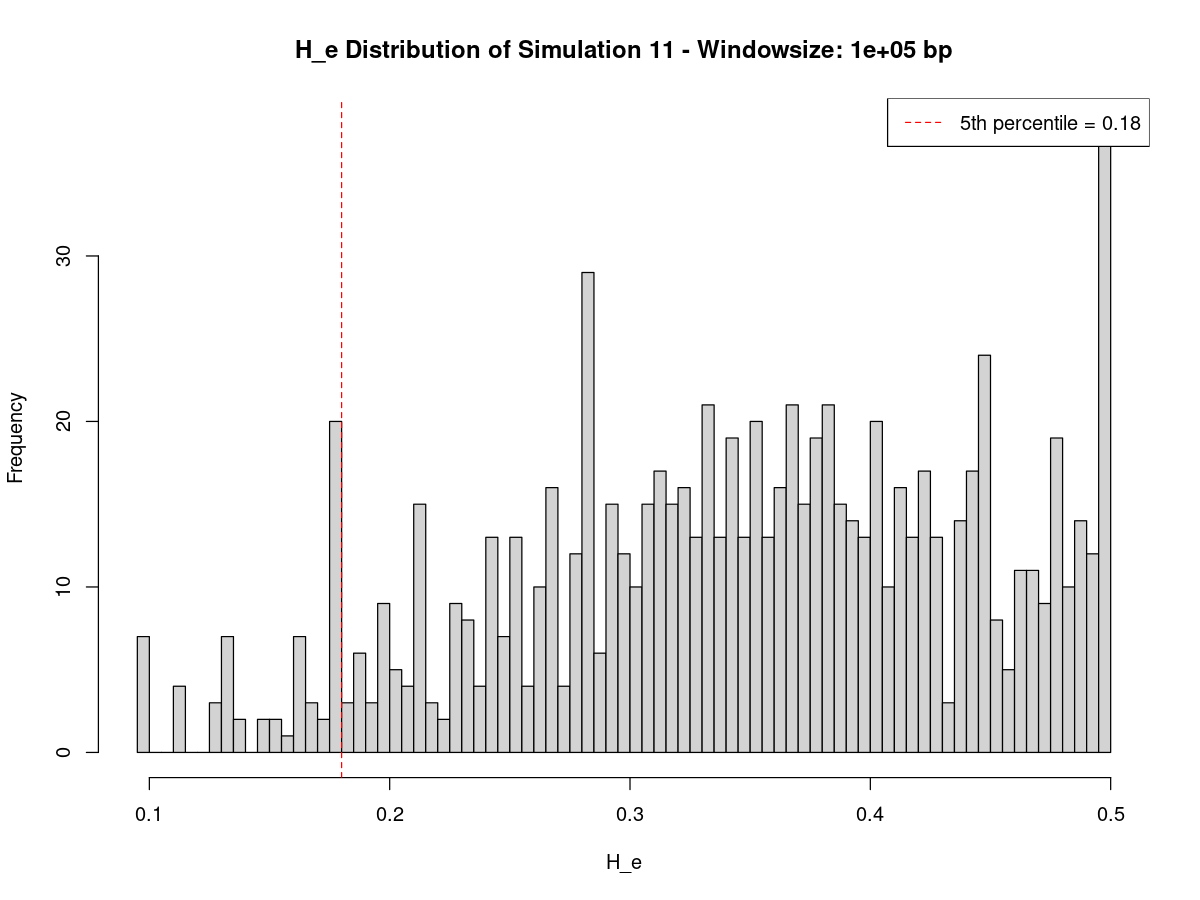 H_e Distribution of Simulation 11 - Windowsize: 1e+05 bp
5th percentile = 0.18
Frequency
30
20
10
0
0.1 0.2 0.3 0.4 0.5
H_e